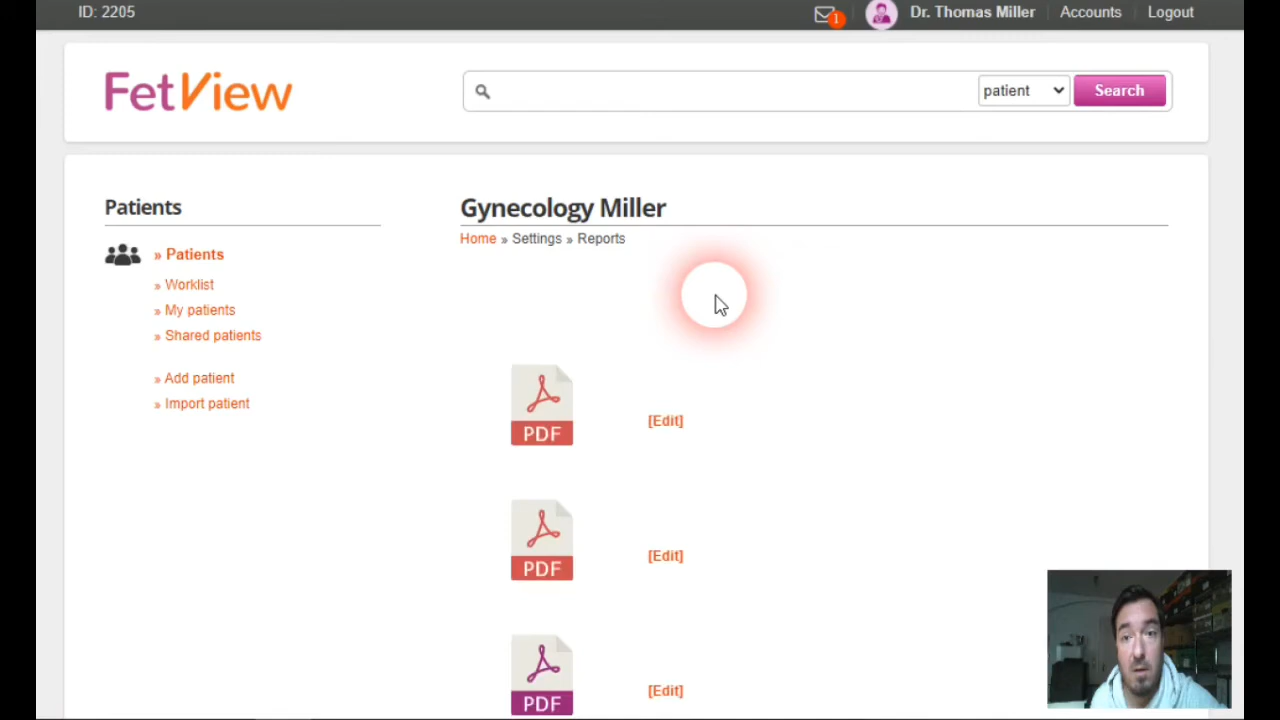 ID: 2205
1
Dr. Thomas Miller
Accounts
Logout
FetView
patient
Search
Patients
» Patients
» Worklist
» My patients
» Shared patients
» Add patient
» Import patient
Gynecology Miller
Home » Settings » Reports
PDF
[Edit]
PDF
[Edit]
PDF
[Edit]